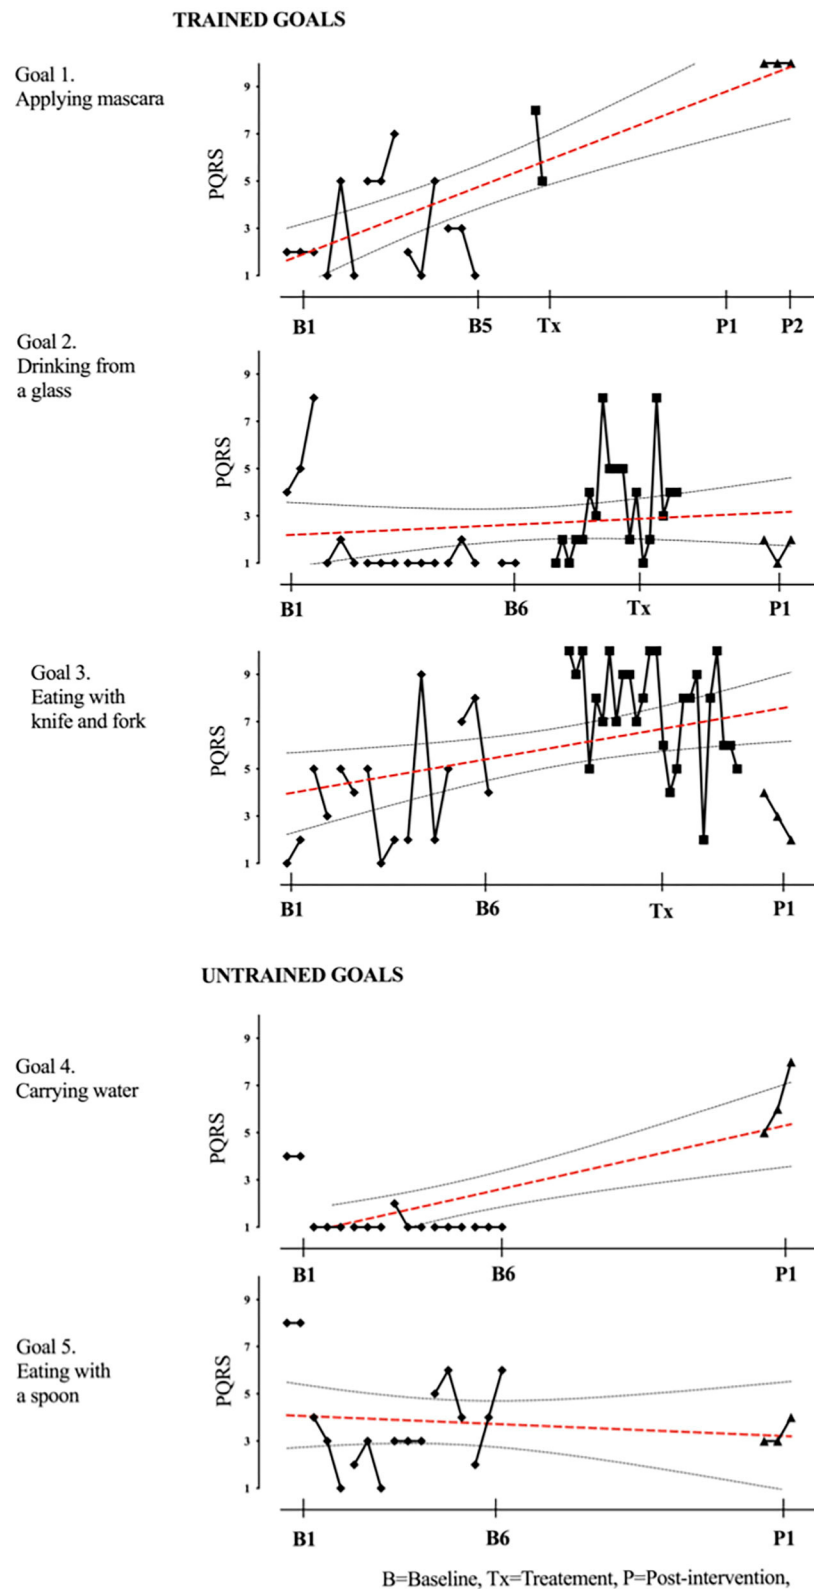 TRAINED GOALS
Goal 1.
Applying mascara
PQRS
9
7
5
3
1
B1 B5 Tx P1 P2
Goal 2.
Drinking from
a glass
PQRS
9
7
5
3
1
B1 B6 Tx P1
Goal 3.
Eating with
knife and fork
PQRS
9
7
5
3
1
B1 B6 Tx P1
UNTRAINED GOALS
Goal 4.
Carrying water
PQRS
9
7
5
3
1
B1 B6 P1
Goal 5.
Eating with
a spoon
PQRS
9
7
5
3
1
B1 B6 P1
B=Baseline, Tx=Treatement, P=Post-intervention,